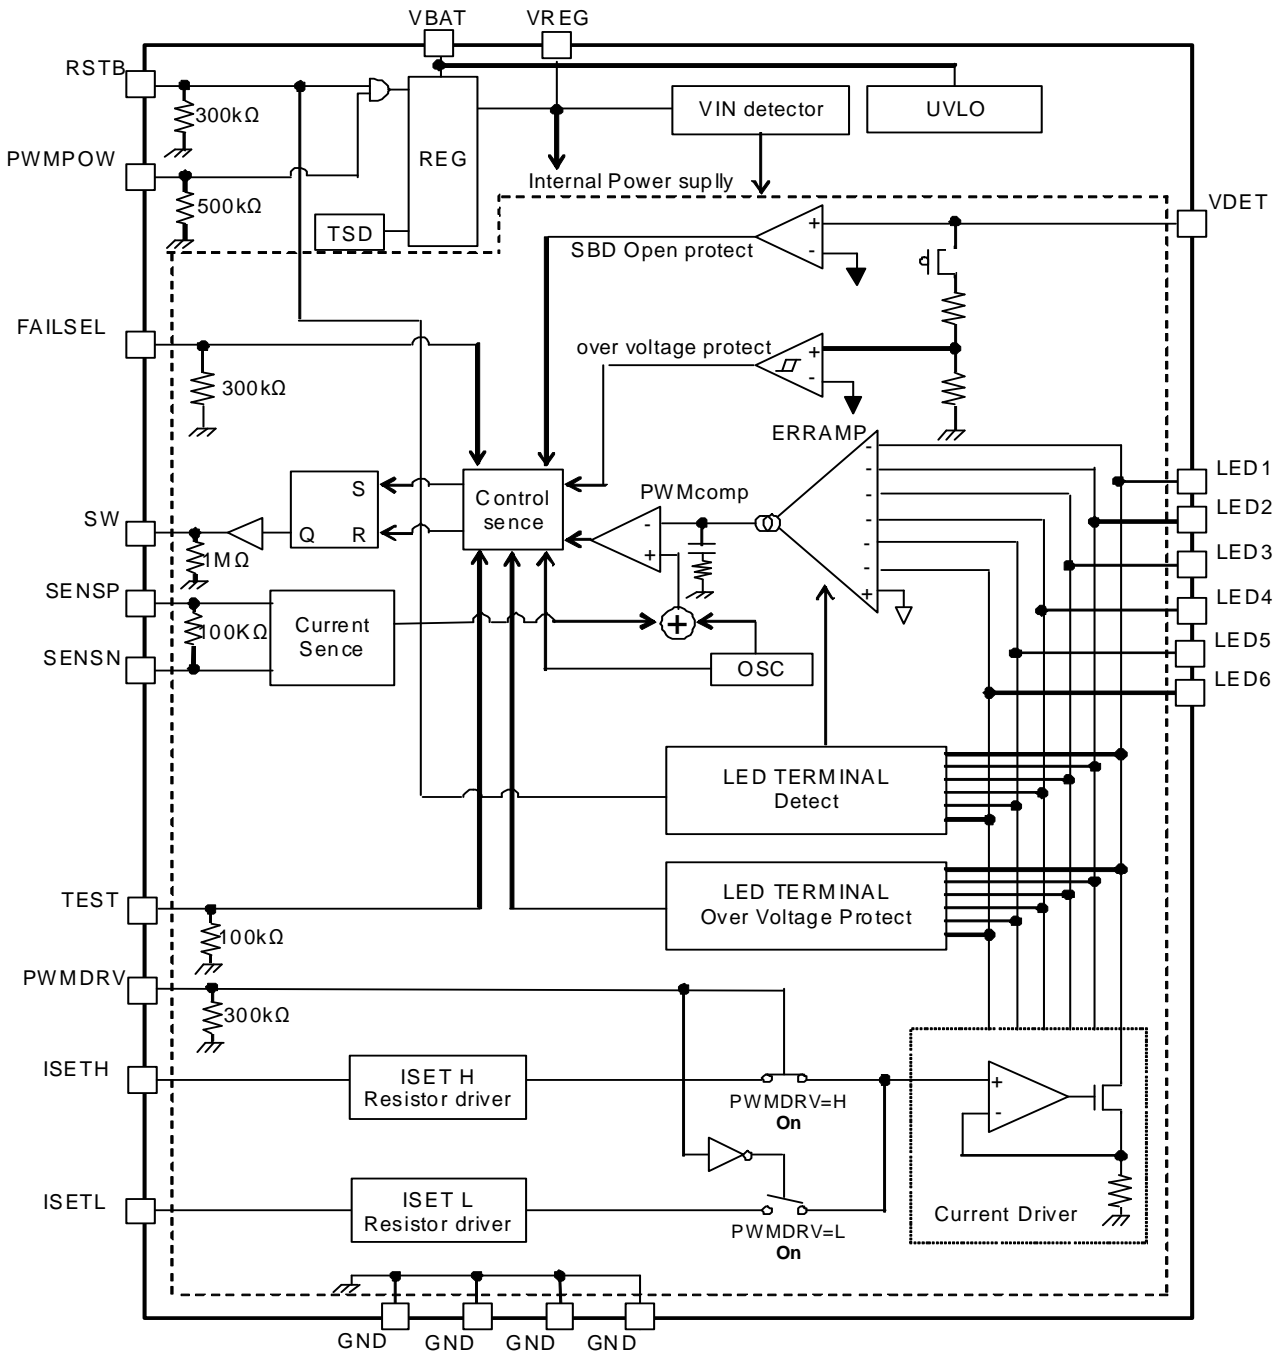 VBAT
VREG
RSTB
300kΩ
VIN detector
UVLO
PWMPOW
REG
Internal Power suplly
500kΩ
TSD
VDET
+
SBD Open protect
-
FAILSEL
over voltage protect
+
-
300kΩ
ERRAMP
-
-
-
-
-
-
+
LED1
LED2
LED3
LED4
LED5
LED6
S
Q
R
Control
sence
PWMcomp
-
+
SW
1MΩ
SENSP
100KΩ
SENSN
Current
Sence
+
OSC
LED TERMINAL
Detect
LED TERMINAL
Over Voltage Protect
TEST
100kΩ
PWMDRV
300kΩ
ISETH
ISET H
Resistor driver
PWMDRV=H
On
+
-
ISETL
ISET L
Resistor driver
PWMDRV=L
On
Current Driver
GND
GND
GND
GND